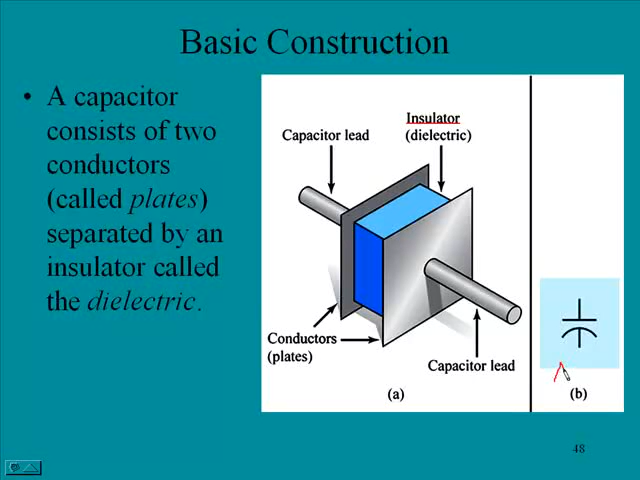 Basic Construction
• A capacitor
consists of two
conductors
(called plates)
separated by an
insulator called
the dielectric.
Capacitor lead
Insulator
(dielectric)
Conductors
(plates)
Capacitor lead
(a)
(b)
48